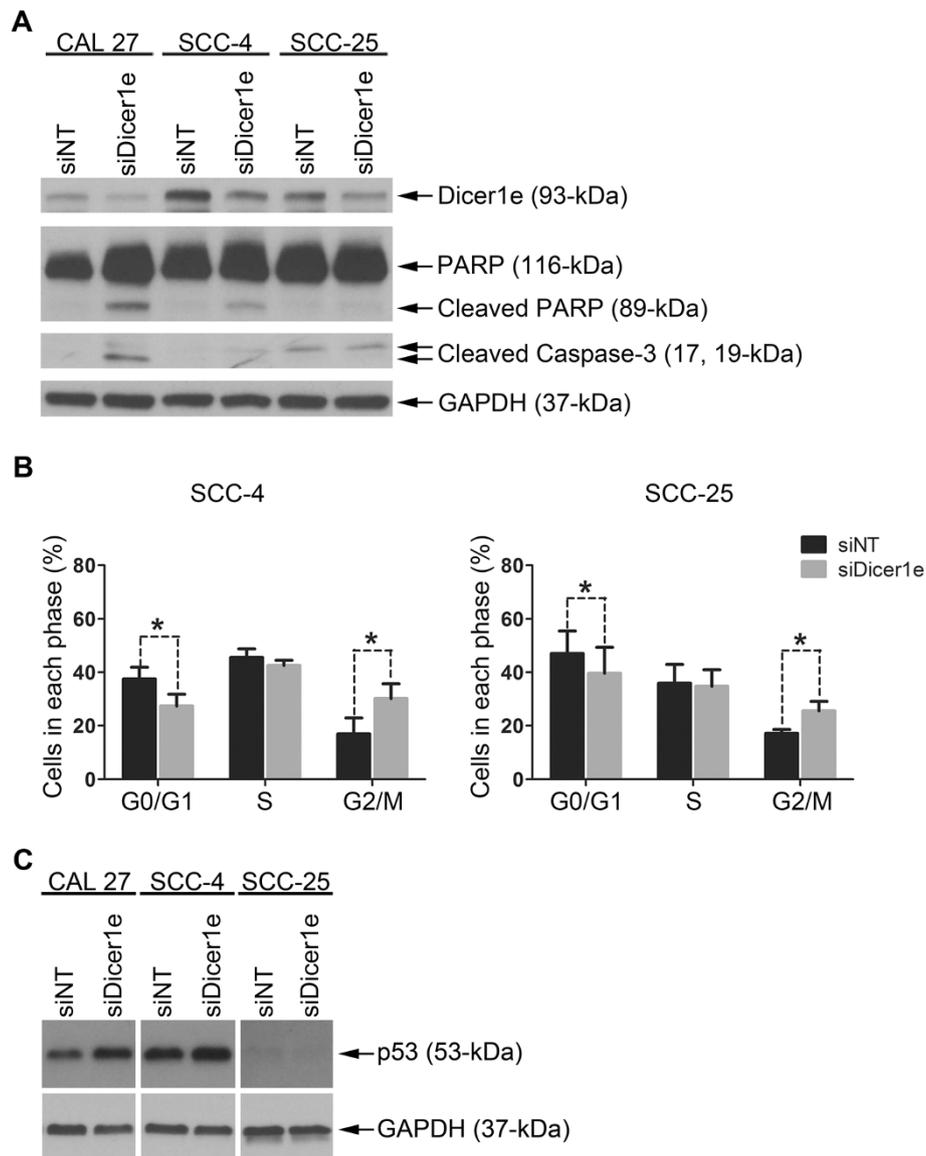 A
CAL 27 SCC-4 SCC-25
siNT siDicer1e siNT siDicer1e siNT siDicer1e
Dicer1e (93-kDa)
PARP (116-kDa)
Cleaved PARP (89-kDa)
Cleaved Caspase-3 (17, 19-kDa)
GAPDH (37-kDa)
B
SCC-4
Cells in each phase (%)
80
60
40
20
0
* *
G0/G1 S G2/M
SCC-25
siNT
siDicer1e
Cells in each phase (%)
80
60
40
20
0
* *
G0/G1 S G2/M
C
CAL 27 SCC-4 SCC-25
siNT siDicer1e siNT siDicer1e siNT siDicer1e
p53 (53-kDa)
GAPDH (37-kDa)